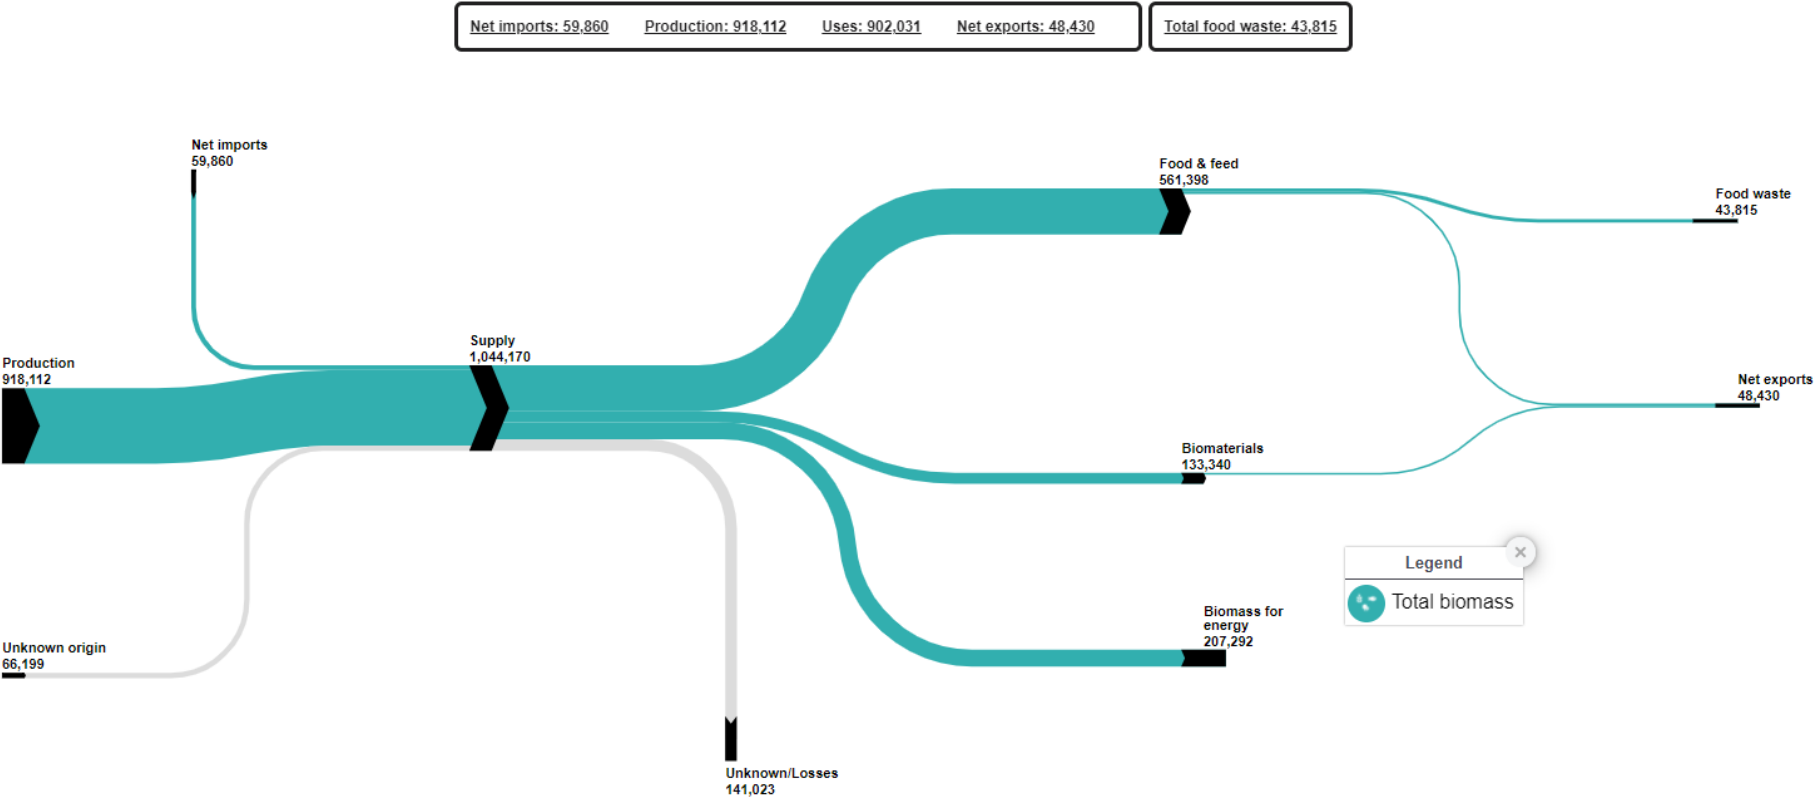 Net imports: 59,860 Production: 918,112 Uses: 902,031 Net exports: 48,430 Total food waste: 43,815
Net imports
59,860
Food & feed
561,398
Food waste
43,815
Supply
1,044,170
Production
918,112
Net exports
48,430
Biomaterials
133,340
Legend
Total biomass
Biomass for
energy
207,292
Unknown origin
66,199
Unknown/Losses
141,023